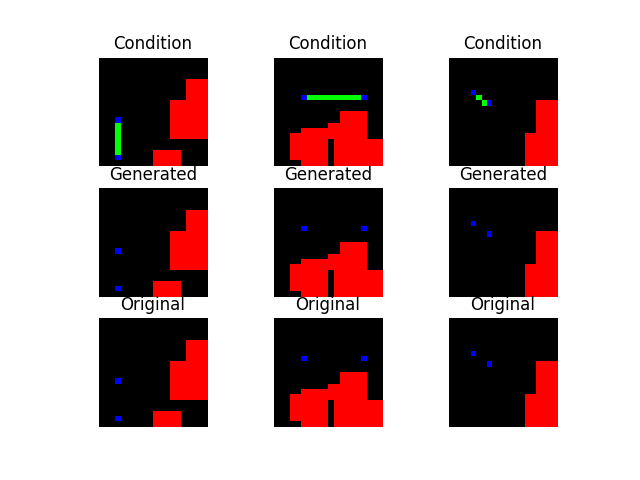 Condition Condition Condition
Generated Generated Generated
Original Original Original